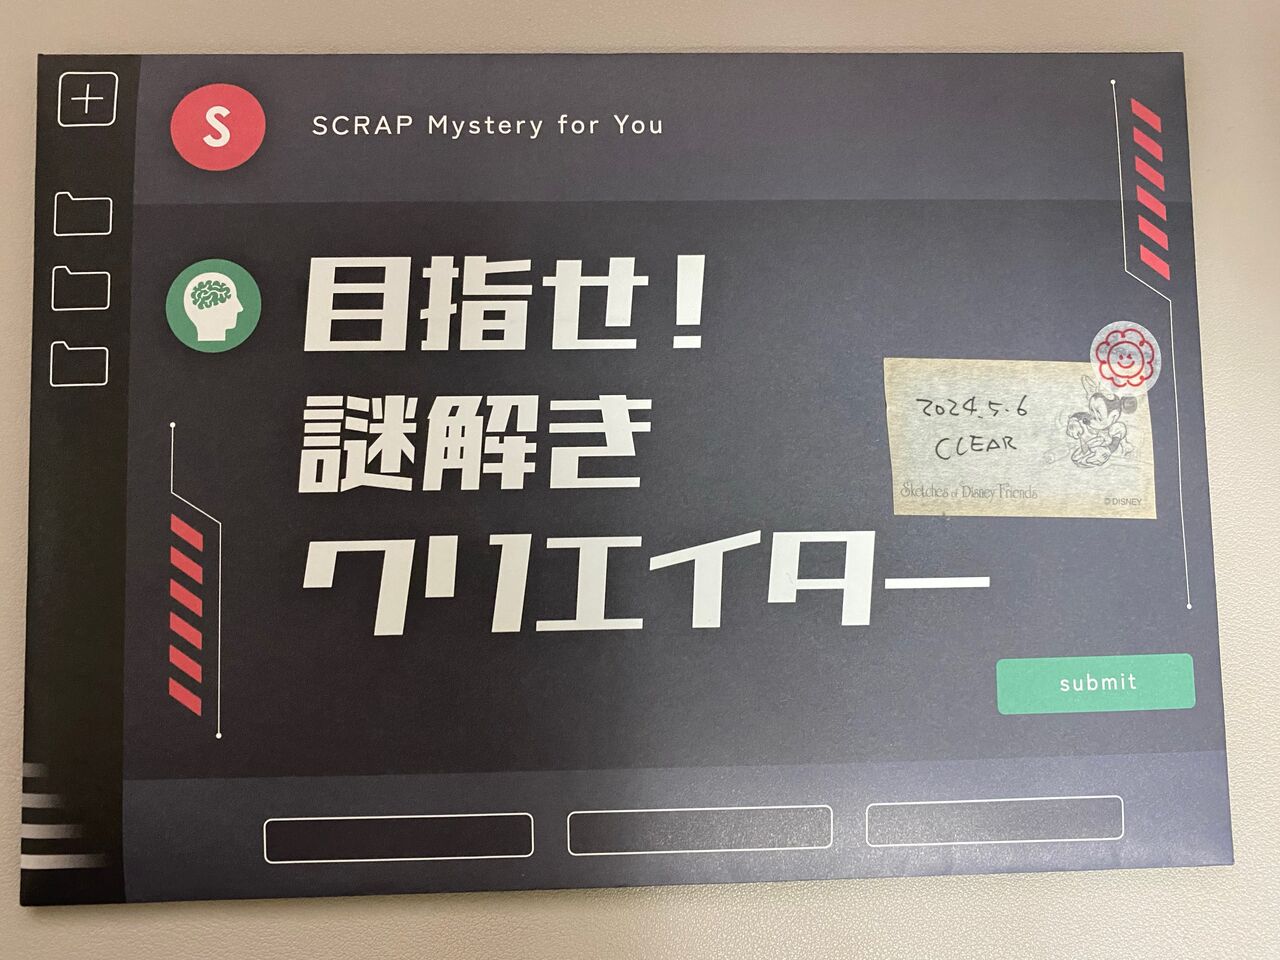 S
SCRAP Mystery for You
目指せ!
謎解き
クリエイター
2024.5.6
CLEAR
Sketches of Disney Friends
©DISNEY
submit